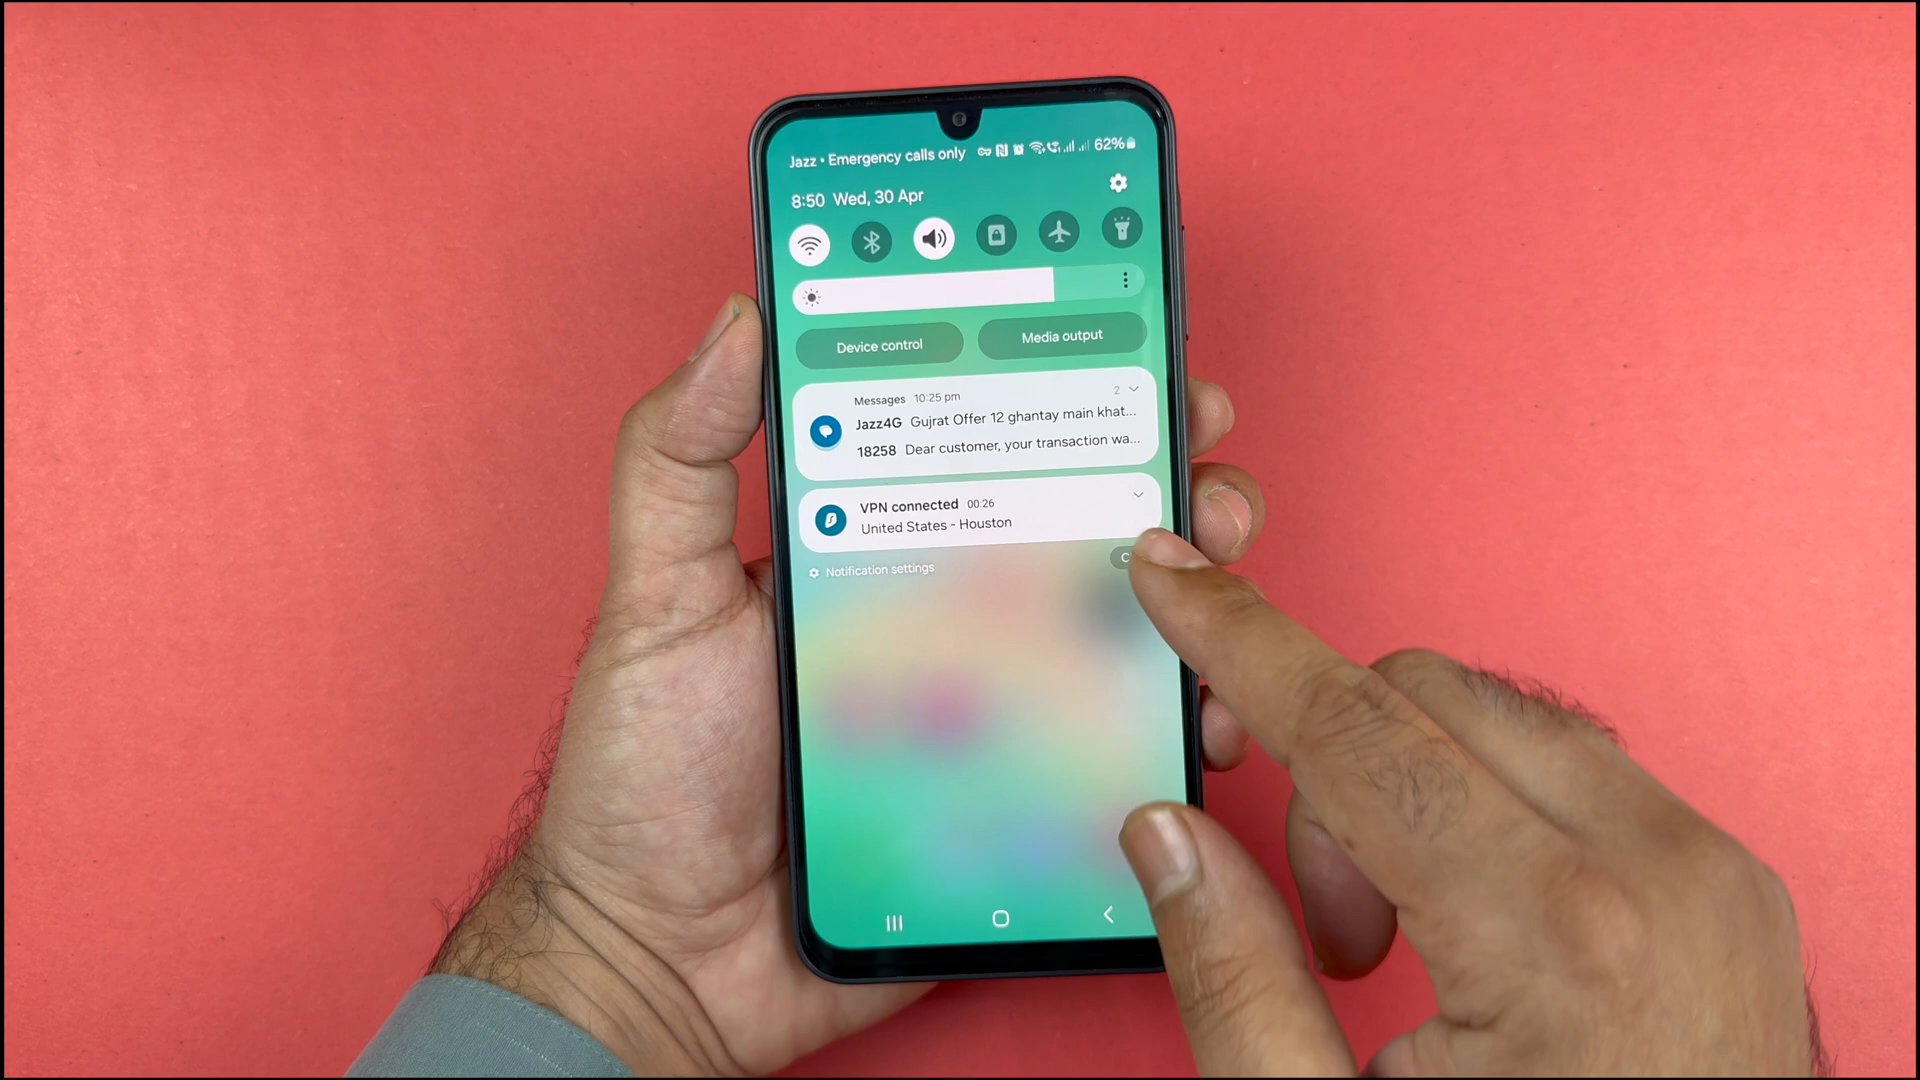 Jazz • Emergency calls only 62%
8:50 Wed, 30 Apr
Device control
Media output
Messages 10:25 pm 2
Jazz4G Gujrat Offer 12 ghantay main khat...
18258 Dear customer, your transaction wa...
VPN connected 00:26
United States - Houston
Notification settings